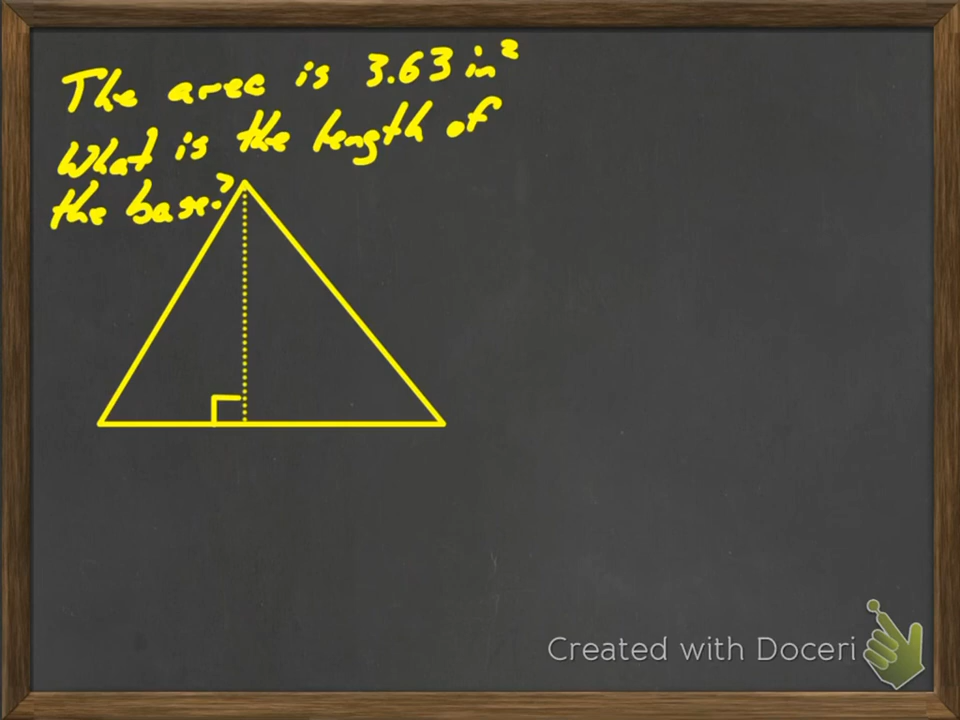 The area is 3.63 in²
What is the length of
the base?
Created with Doceri